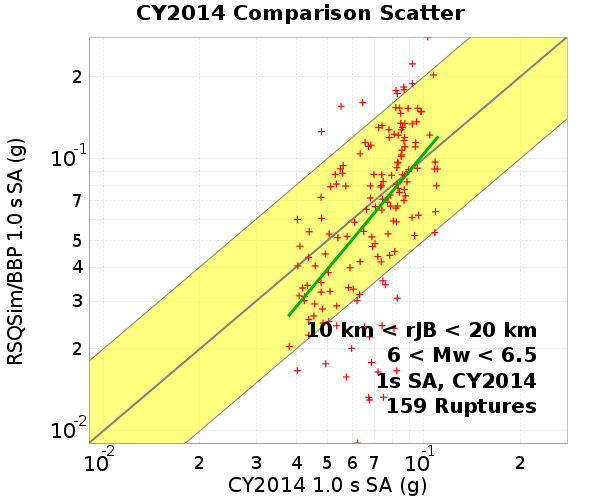 CY2014 Comparison Scatter
RSQSim/BBP 1.0 s SA (g)
2
10^-1
7
5
4
3
2
10^-2
10 km < rJB < 20 km
6 < Mw < 6.5
1s SA, CY2014
159 Ruptures
10^-2 2 3 4 5 6 7 10^-1 2
CY2014 1.0 s SA (g)